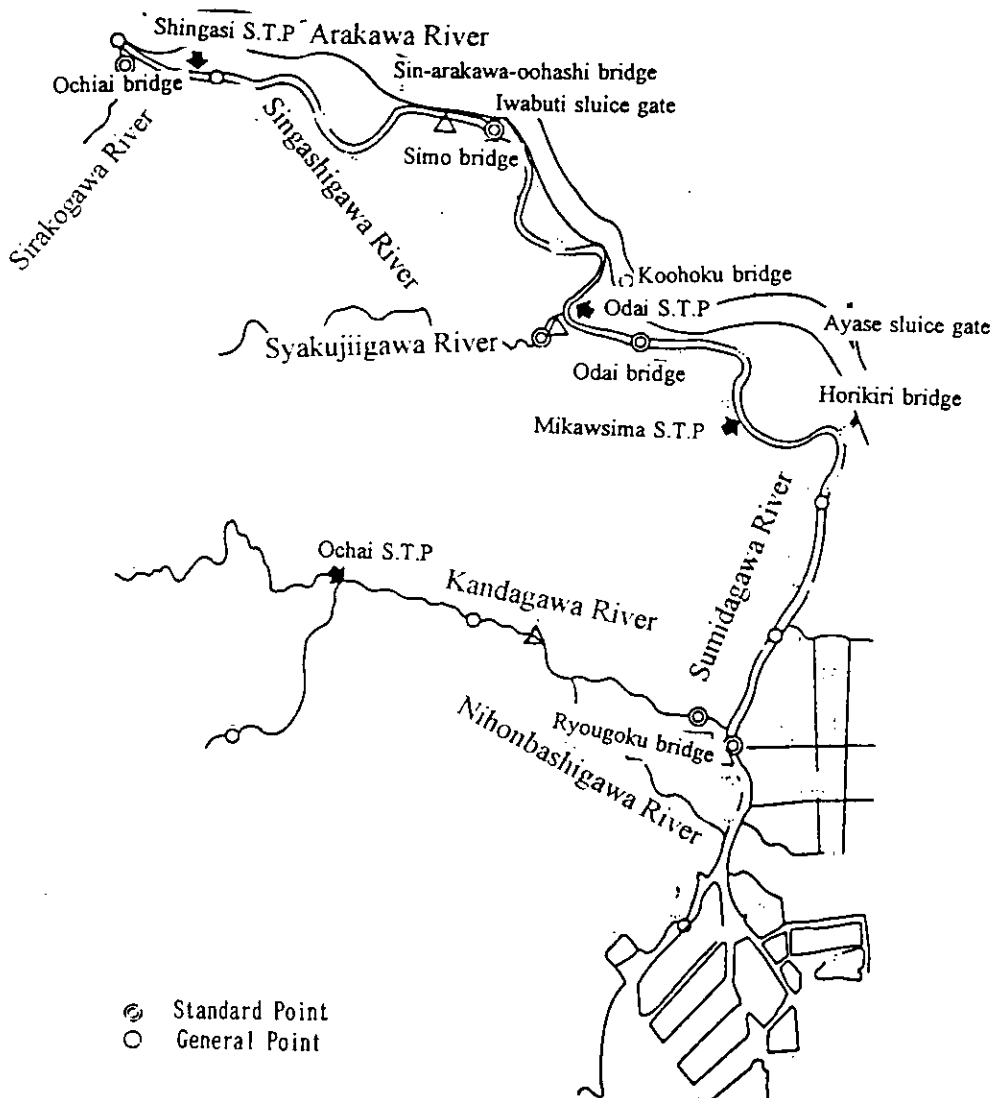 Shingasi S.T.P
Arakawa River
Sin-arakawa-oohashi bridge
Ochiai bridge
Iwabuti sluice gate
Simo bridge
Sirakogawa River
Singashigawa River
Koohoku bridge
Odai S.T.P
Ayase sluice gate
Syakujiigawa River
Odai bridge
Horikiri bridge
Mikawsima S.T.P
Sumidagawa River
Ochai S.T.P
Kandagawa River
Ryougoku bridge
Nihonbashigawa River
Standard Point
General Point